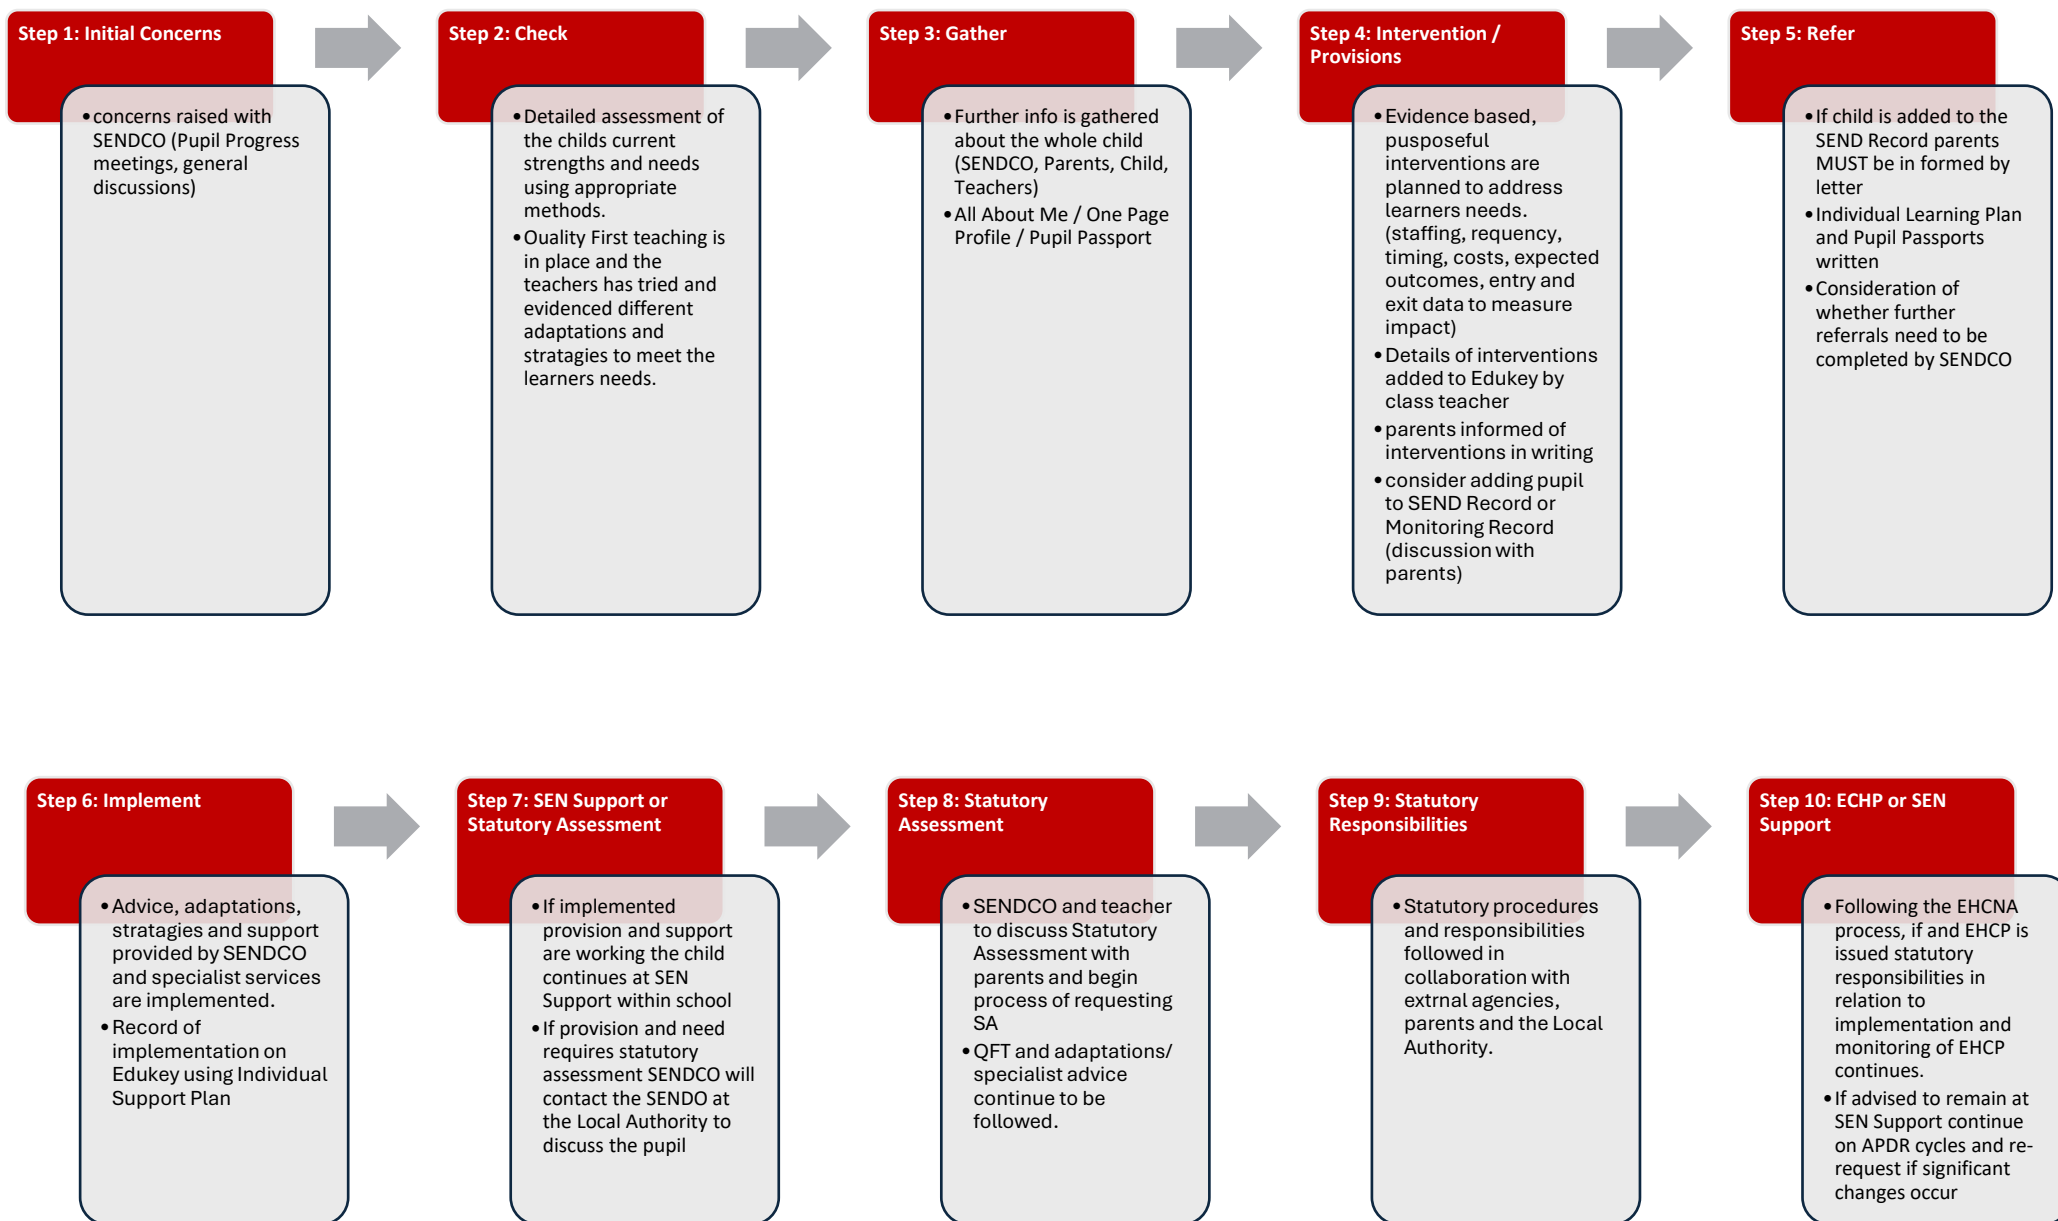 Step 1: Initial Concerns
•concerns raised with
SENDCO (Pupil Progress
meetings, general
discussions)
Step 2: Check
•Detailed assessment of
the childs current
strengths and needs
using appropriate
methods.
•Ouality First teaching is
in place and the
teachers has tried and
evidenced different
adaptations and
stratagies to meet the
learners needs.
Step 3: Gather
•Further info is gathered
about the whole child
(SENDCO, Parents, Child,
Teachers)
•All About Me / One Page
Profile / Pupil Passport
Step 4: Intervention /
Provisions
•Evidence based,
pusposeful
interventions are
planned to address
learners needs.
(staffing, requency,
timing, costs, expected
outcomes, entry and
exit data to measure
impact)
•Details of interventions
added to Edukey by
class teacher
•parents informed of
interventions in writing
•consider adding pupil
to SEND Record or
Monitoring Record
(discussion with
parents)
Step 5: Refer
•If child is added to the
SEND Record parents
MUST be in formed by
letter
•Individual Learning Plan
and Pupil Passports
written
•Consideration of
whether further
referrals need to be
completed by SENDCO
Step 6: Implement
•Advice, adaptations,
stratagies and support
provided by SENDCO
and specialist services
are implemented.
•Record of
implementation on
Edukey using Individual
Support Plan
Step 7: SEN Support or
Statutory Assessment
•If implemented
provision and support
are working the child
continues at SEN
Support within school
•If provision and need
requires statutory
assessment SENDCO will
contact the SENDO at
the Local Authority to
discuss the pupil
Step 8: Statutory
Assessment
•SENDCO and teacher
to discuss Statutory
Assessment with
parents and begin
process of requesting
SA
•QFT and adaptations/
specialist advice
continue to be
followed.
Step 9: Statutory
Responsibilities
•Statutory procedures
and responsibilities
followed in
collaboration with
extrnal agencies,
parents and the Local
Authority.
Step 10: ECHP or SEN
Support
•Following the EHCNA
process, if and EHCP is
issued statutory
responsibilities in
relation to
implementation and
monitoring of EHCP
continues.
•If advised to remain at
SEN Support continue
on APDR cycles and re-
request if significant
changes occur